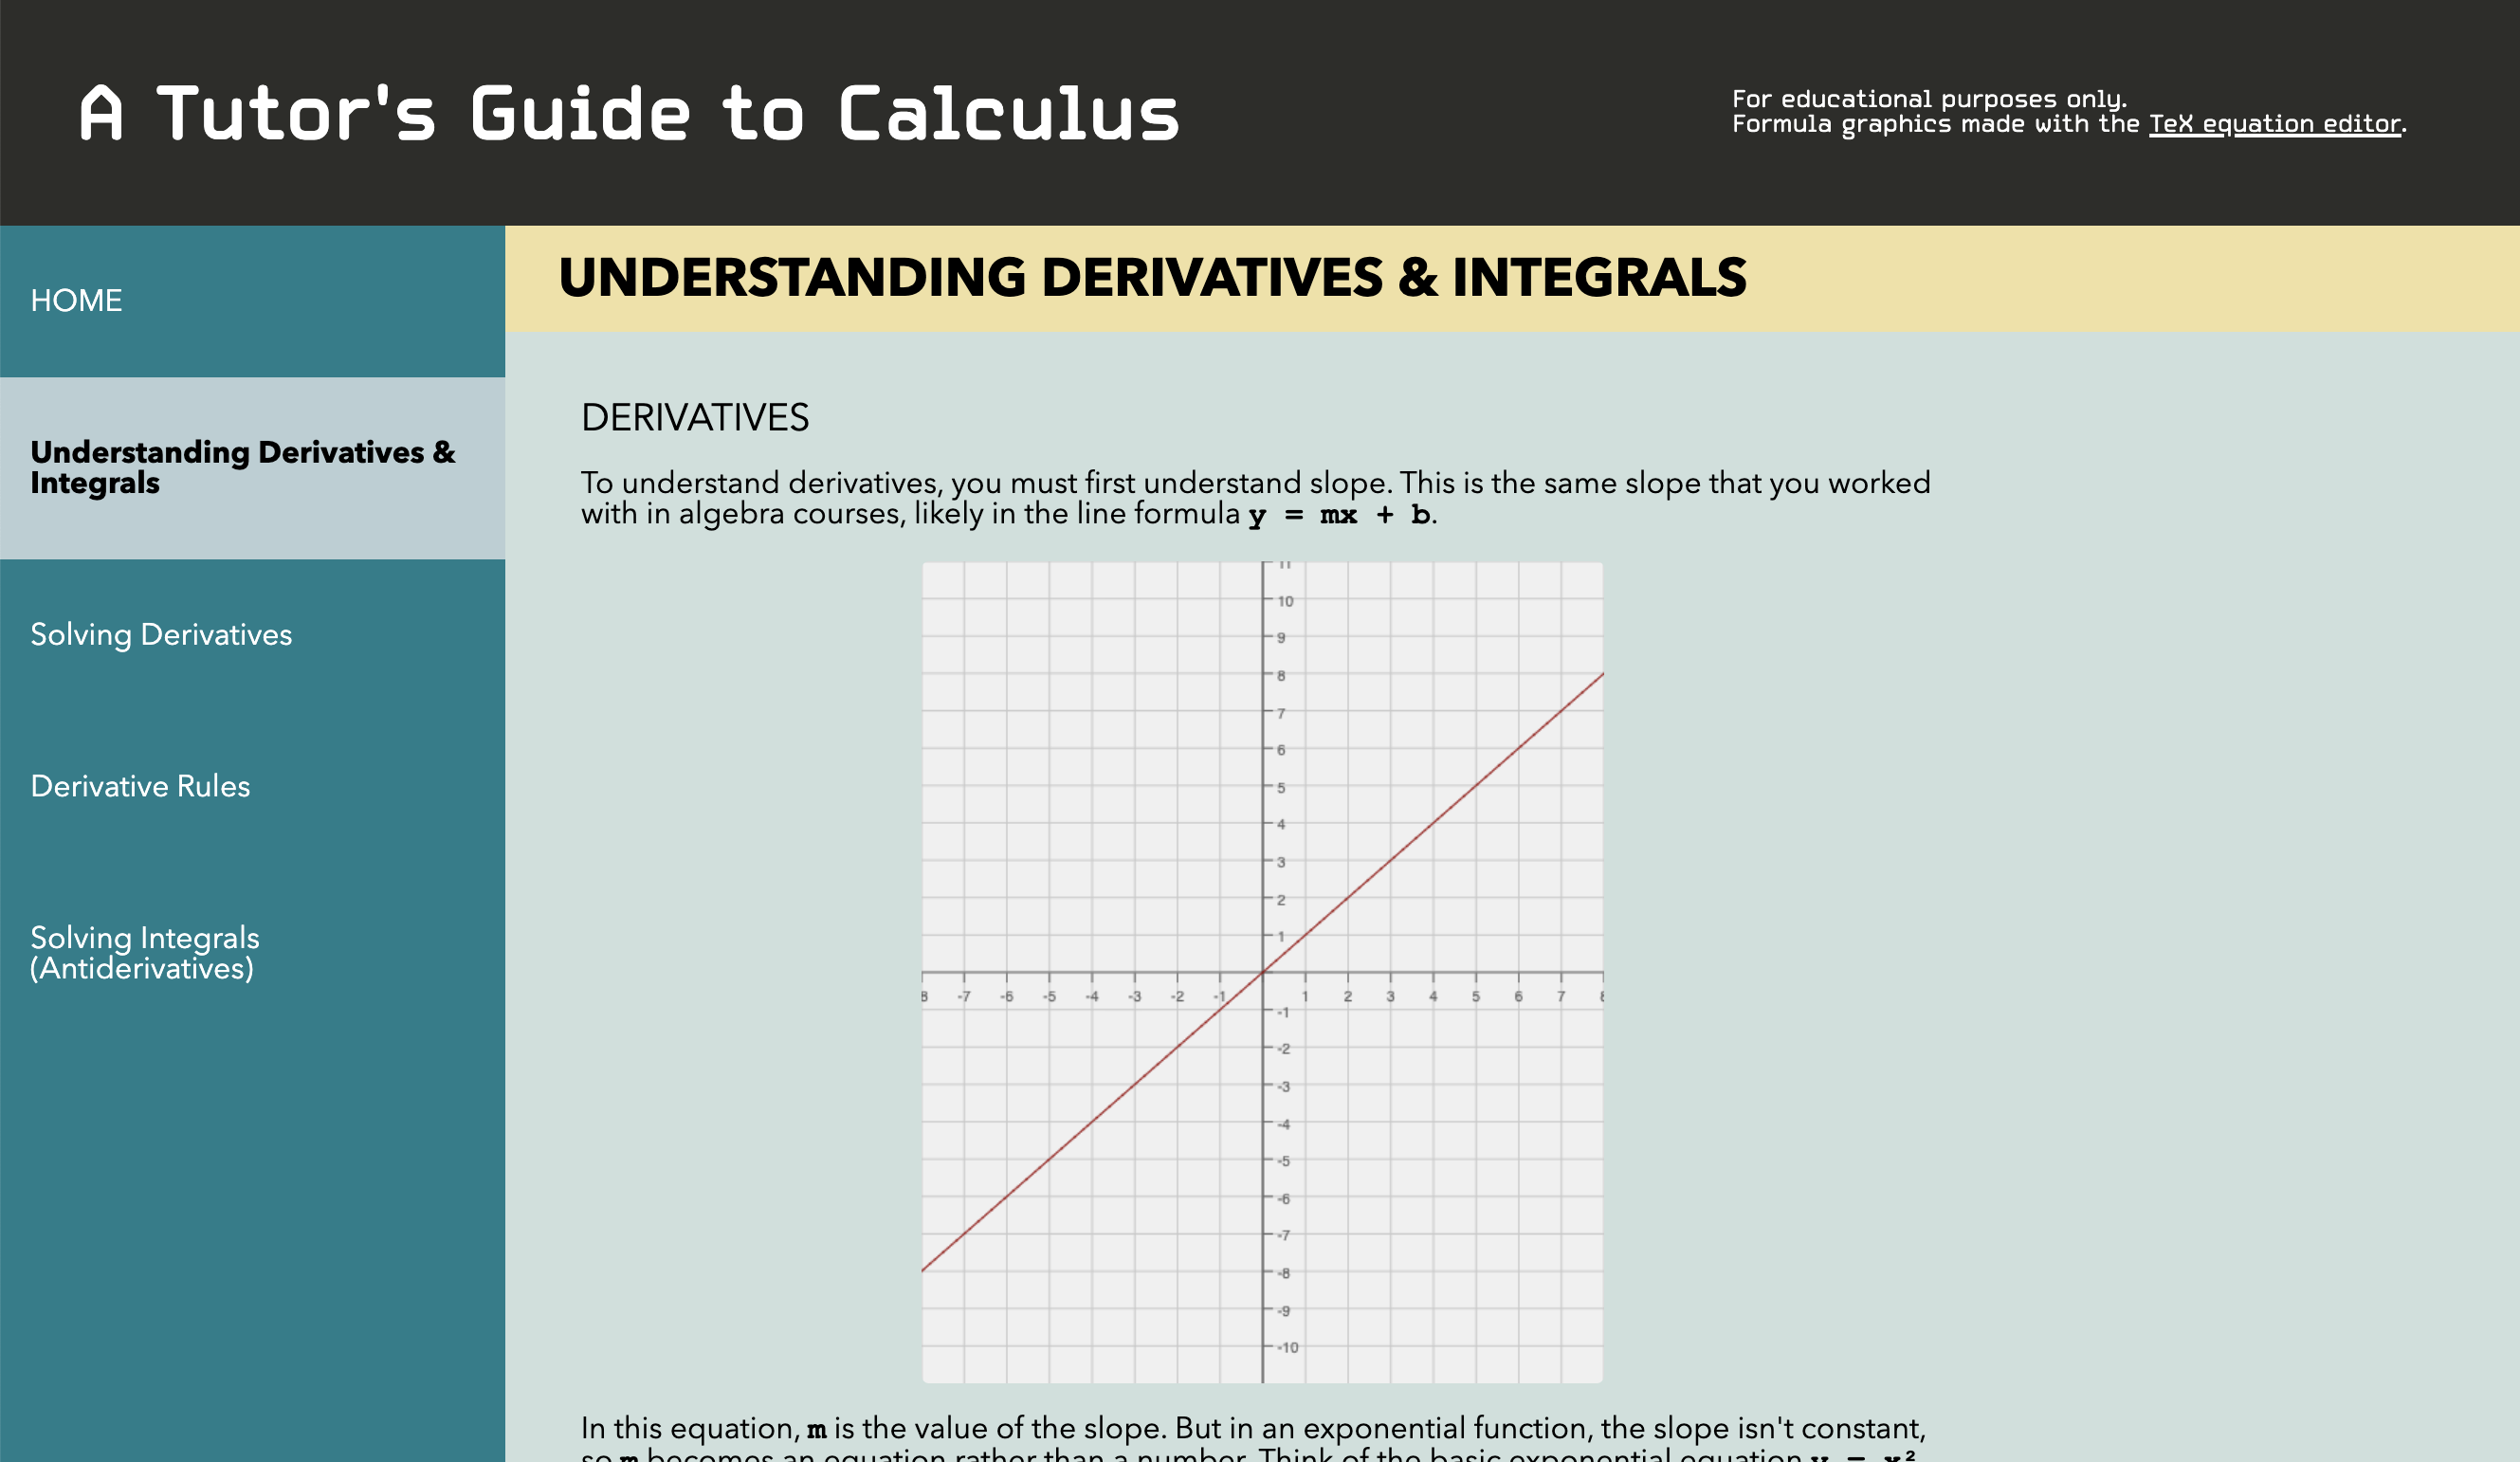 A Tutor's Guide to Calculus
For educational purposes only.
Formula graphics made with the TeX equation editor.
HOME
Understanding Derivatives &
Integrals
Solving Derivatives
Derivative Rules
Solving Integrals
(Antiderivatives)
UNDERSTANDING DERIVATIVES & INTEGRALS
DERIVATIVES
To understand derivatives, you must first understand slope. This is the same slope that you worked
with in algebra courses, likely in the line formula y = mx + b.
11
10
9
8
7
6
5
4
3
2
1
8 -7 -6 -5 -4 -3 -2 -1 1 2 3 4 5 6 7
-1
-2
-3
-4
-5
-6
-7
-8
-9
-10
In this equation, m is the value of the slope. But in an exponential function, the slope isn't constant,
so m becomes an equation rather than a number. Think of the basic exponential equation y = x²